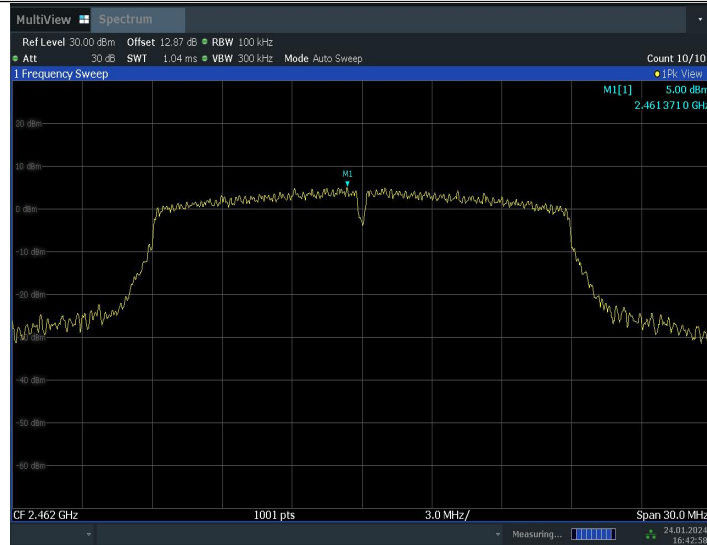 MultiView Spectrum
Ref Level 30.00 dBm Offset 12.87 dB RBW 100 kHz
Att 30 dB SWT 1.04 ms VBW 300 kHz Mode Auto Sweep Count 10/10
1 Frequency Sweep 1Pk View
M1[1] 5.00 dBm
2.4613710 GHz
20 dBm
10 dBm
M1
0 dBm
-10 dBm
-20 dBm
-30 dBm
-40 dBm
-50 dBm
-60 dBm
CF 2.462 GHz 1001 pts 3.0 MHz/ Span 30.0 MHz
Measuring... 24.01.2024
16:42:58